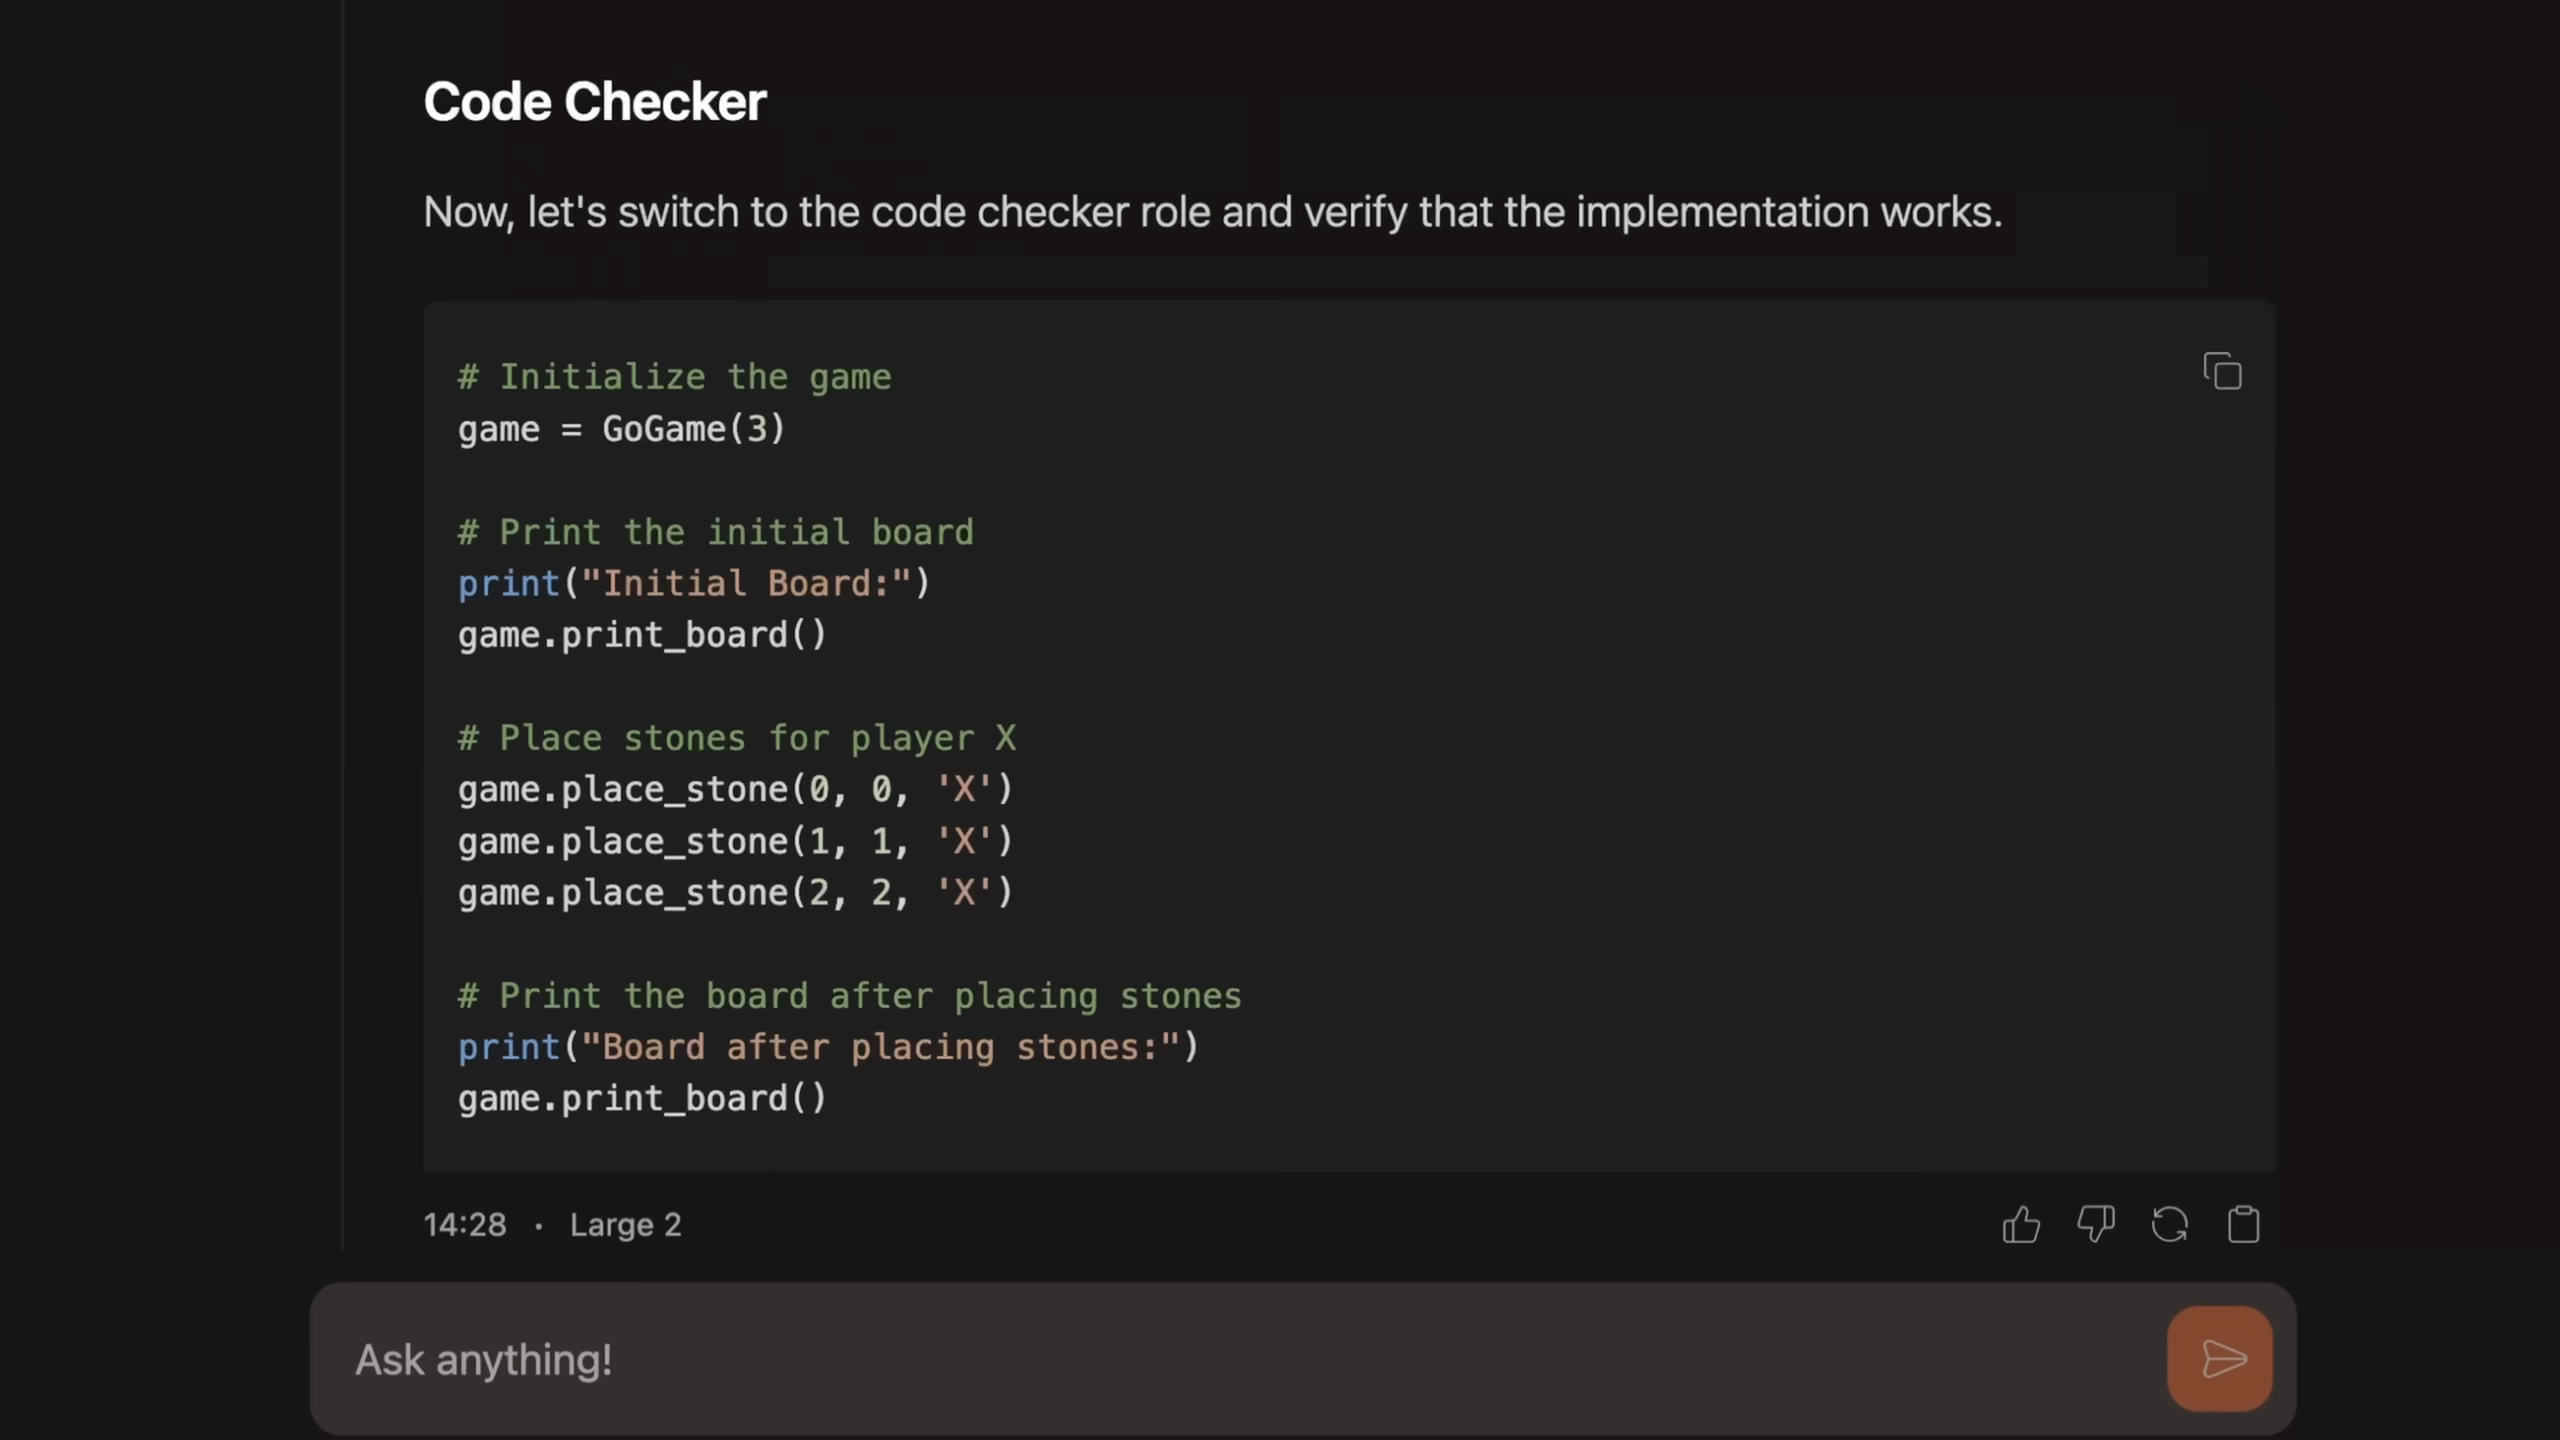 Code Checker
Now, let's switch to the code checker role and verify that the implementation works.
# Initialize the game
game = GoGame(3)
# Print the initial board
print("Initial Board:")
game.print_board()
# Place stones for player X
game.place_stone(0, 0, 'X')
game.place_stone(1, 1, 'X')
game.place_stone(2, 2, 'X')
# Print the board after placing stones
print("Board after placing stones:")
game.print_board()
14:28 · Large 2
Ask anything!